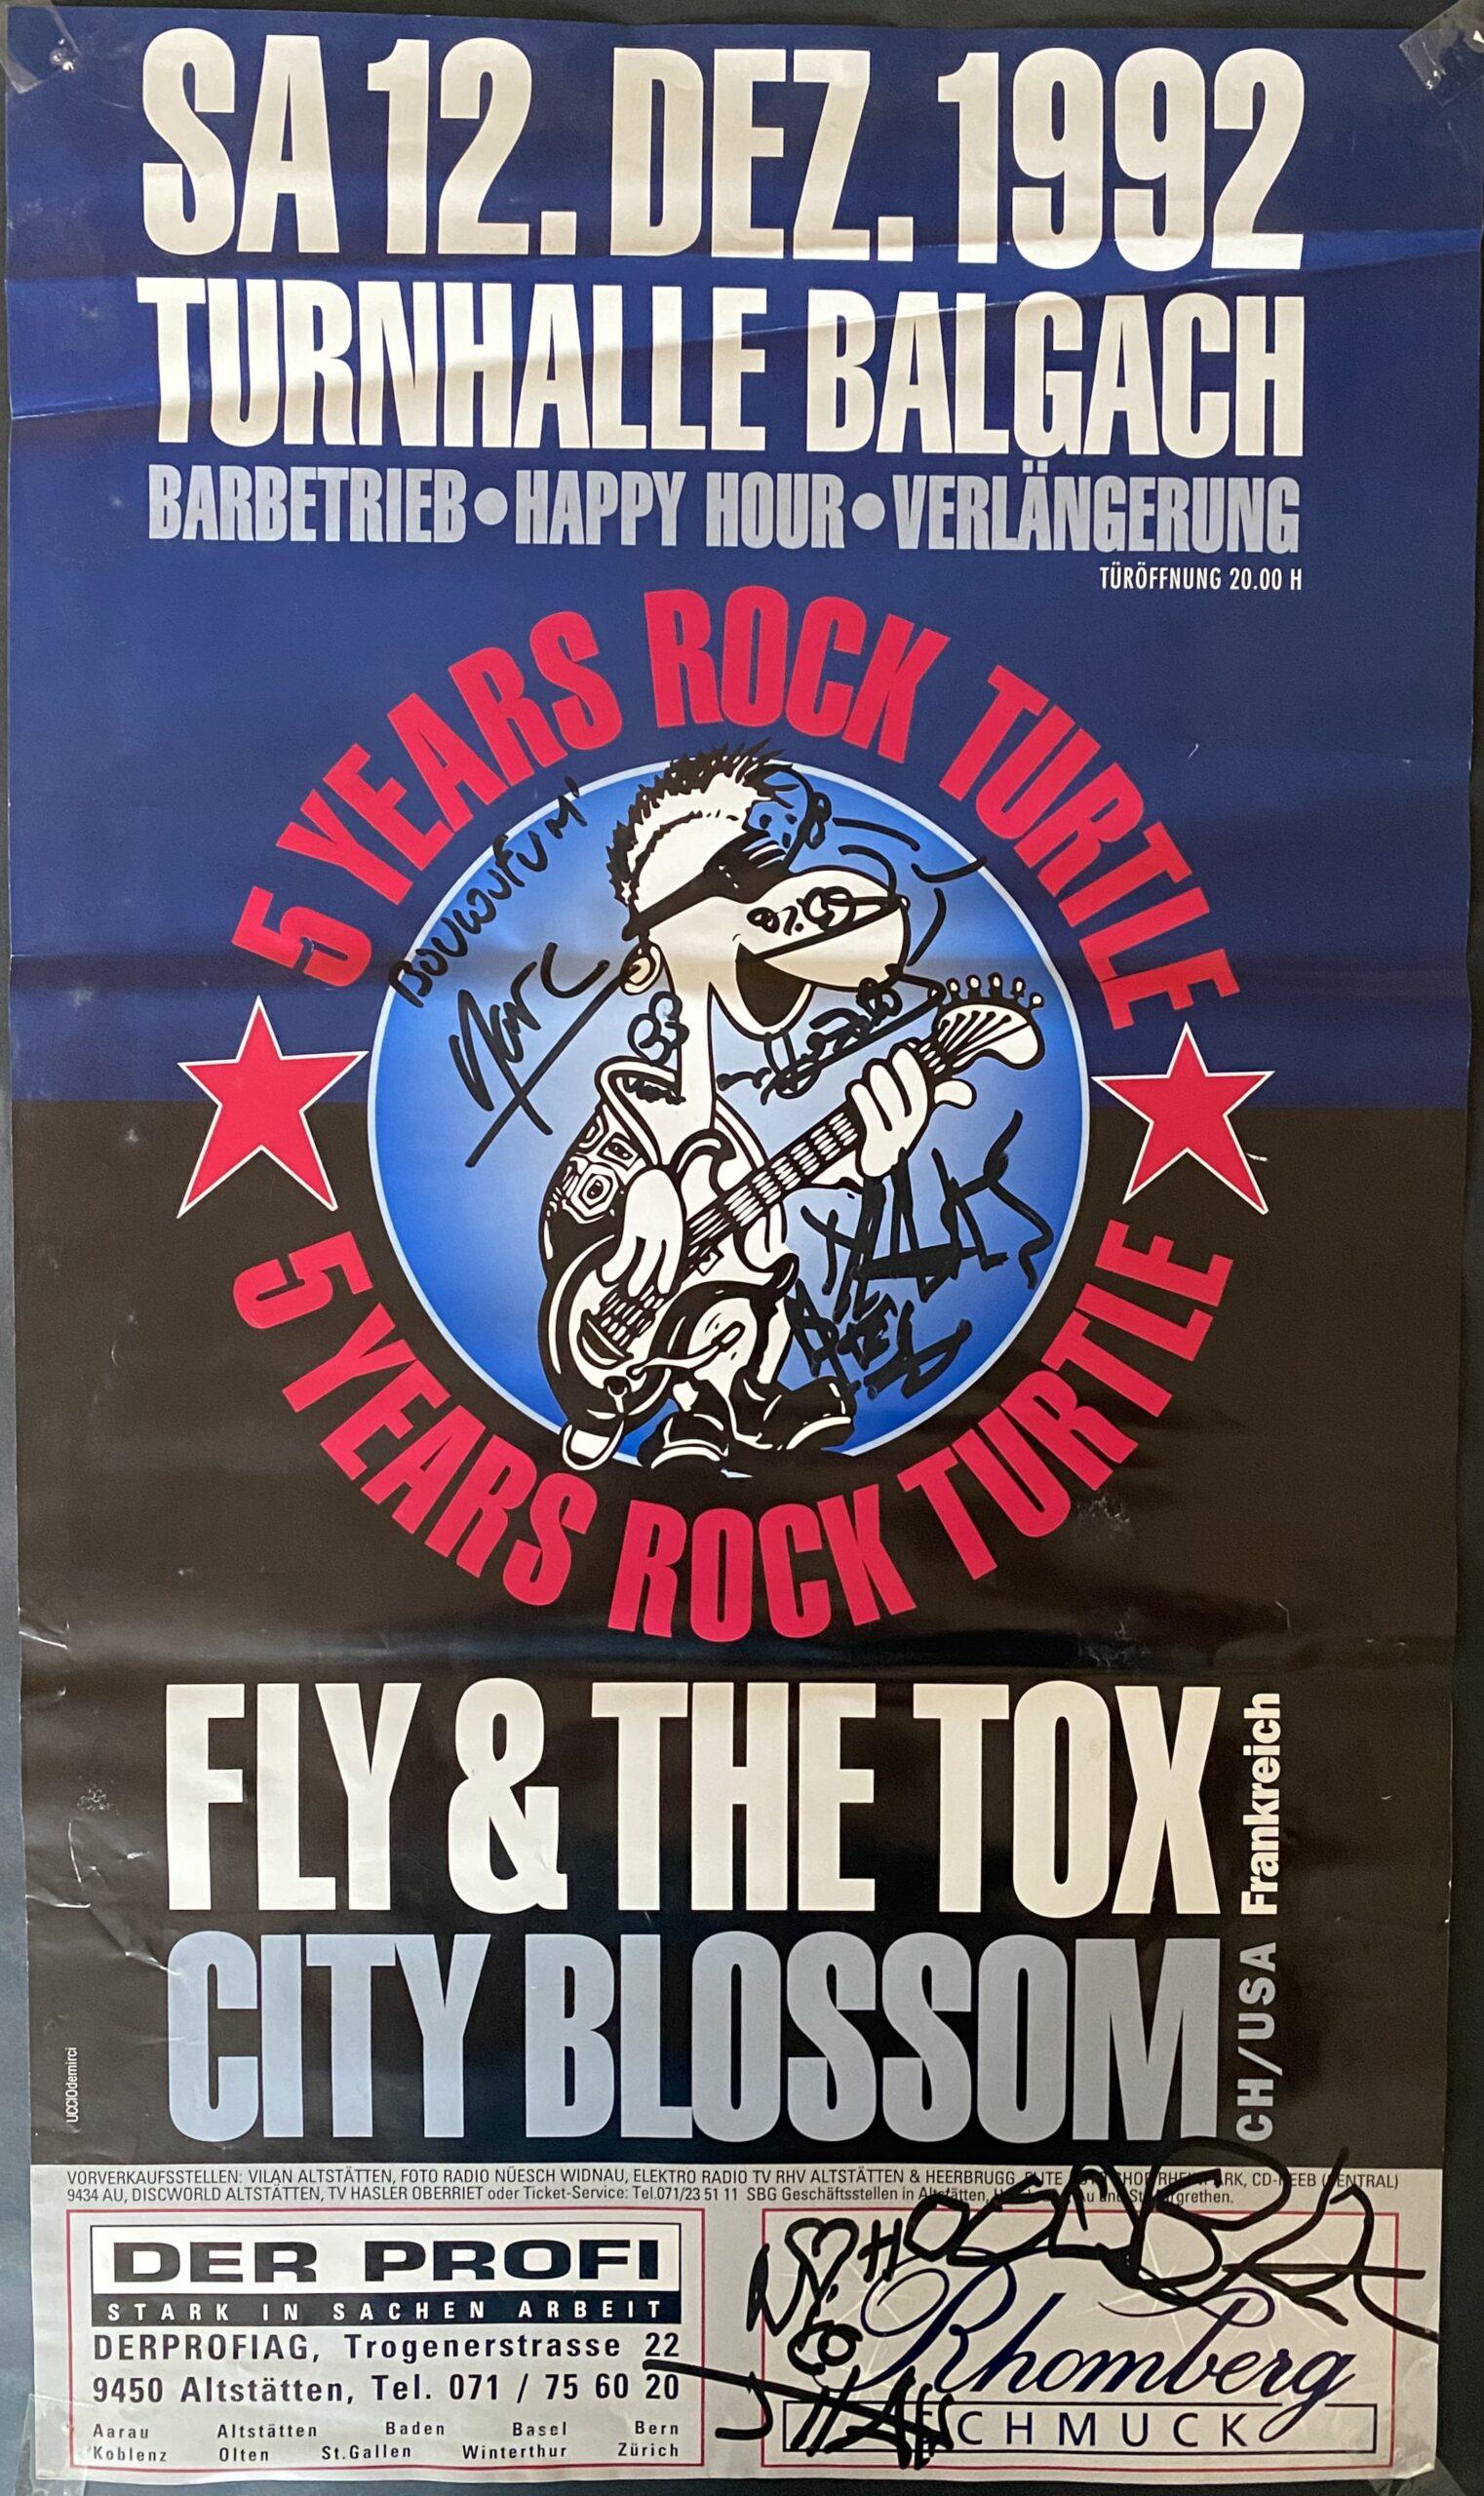 SA 12. DEZ. 1992
TURNHALLE BALGACH
BARBETRIEB • HAPPY HOUR • VERLÄNGERUNG
TÜRÖFFNUNG 20.00 H
5 YEARS ROCK TURTLE
5 YEARS ROCK TURTLE
FLY & THE TOX Frankreich
CITY BLOSSOM CH/USA
UCCIOdemirci
VORVERKAUFSSTELLEN: VILAN ALTSTÄTTEN, FOTO RADIO NÜESCH WIDNAU, ELEKTRO RADIO TV RHV ALTSTÄTTEN & HEERBRUGG, (CENTRAL)
9434 AU, DISCWORLD ALTSTÄTTEN, TV HASLER OBERRIET oder Ticket-Service: Tel.071/23 51 11 SBG Geschäftsstellen in Altstätten,
DER PROFI
STARK IN SACHEN ARBEIT
DERPROFIAG, Trogenerstrasse 22
9450 Altstätten, Tel. 071 / 75 60 20
Aarau Altstätten Baden Basel Bern
Koblenz Olten St.Gallen Winterthur Zürich
Rhomberg
SCHMUCK